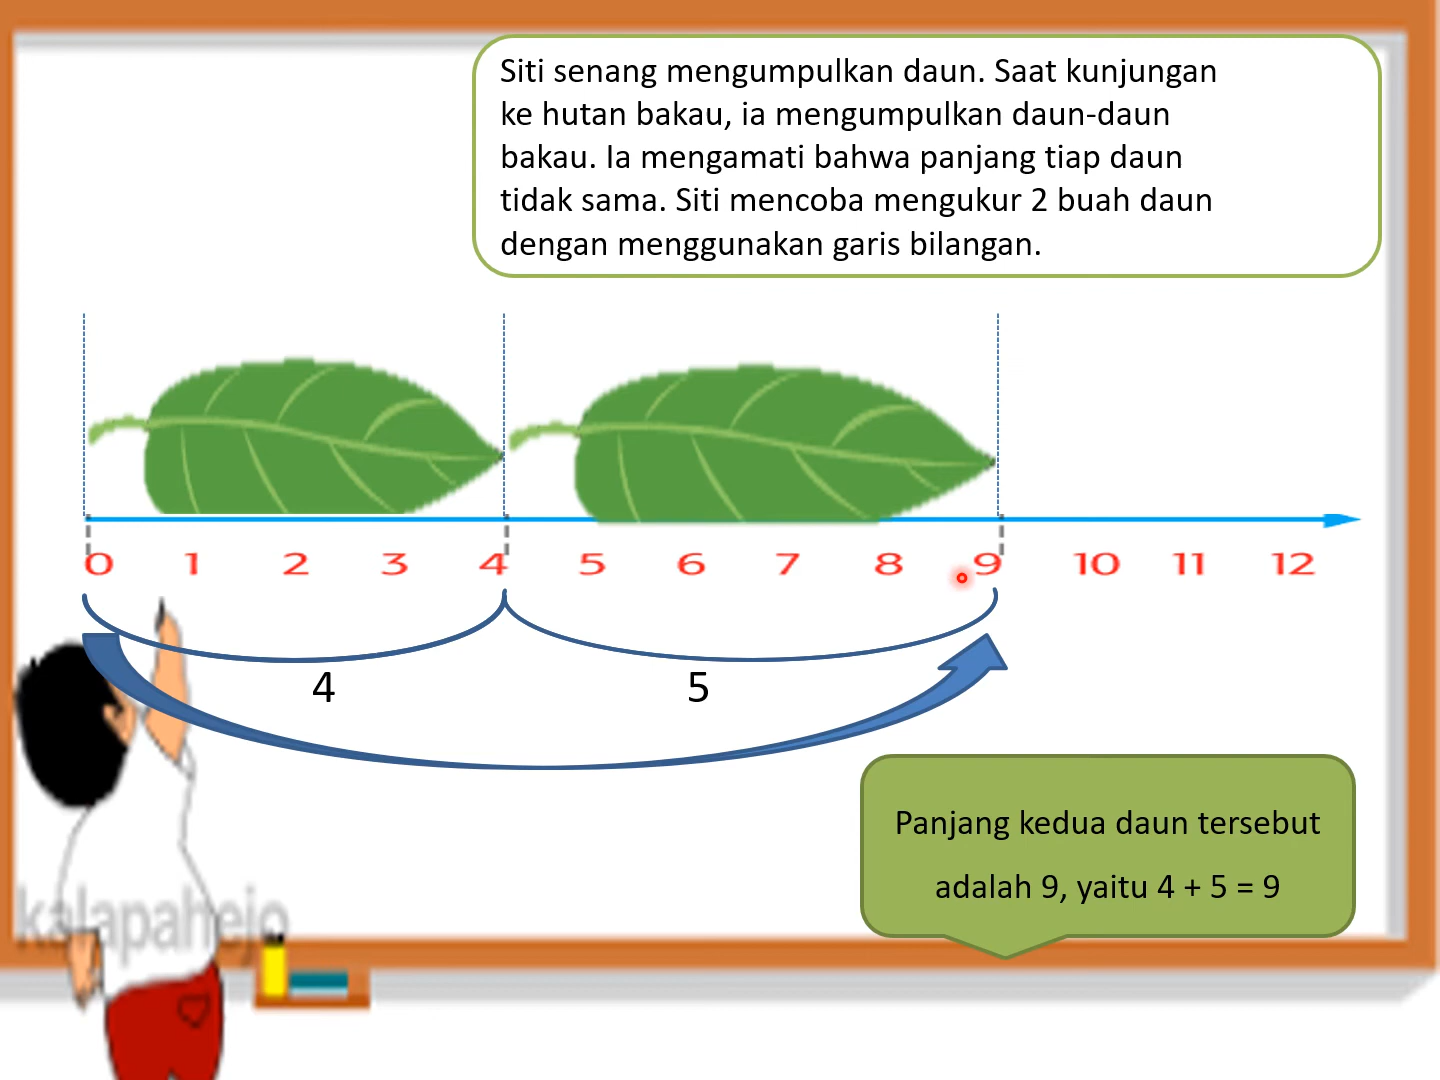 Siti senang mengumpulkan daun. Saat kunjungan
ke hutan bakau, ia mengumpulkan daun-daun
bakau. Ia mengamati bahwa panjang tiap daun
tidak sama. Siti mencoba mengukur 2 buah daun
dengan menggunakan garis bilangan.
0 1 2 3 4 5 6 7 8 9 10 11 12
4 5
Panjang kedua daun tersebut
adalah 9, yaitu 4 + 5 = 9
kalapahejo